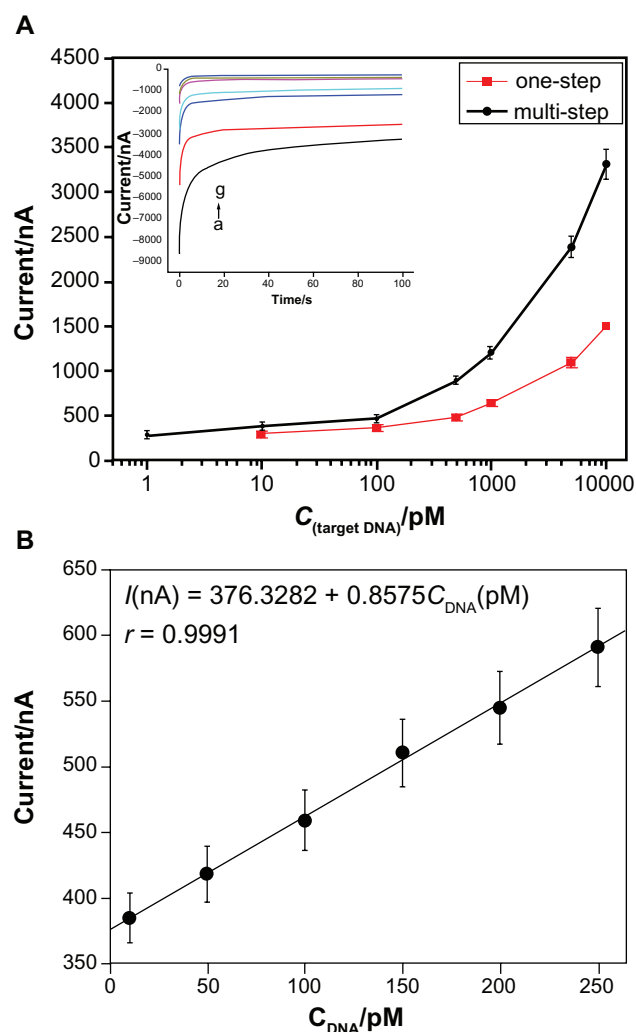 A
4500
4000
3500
3000
2500
2000
1500
1000
500
0
Current/nA
0
−1000
−2000
−3000
−4000
−5000
−6000
−7000
−8000
−9000
Current/nA
g
a
0 20 40 60 80 100
Time/s
one-step
multi-step
1 10 100 1000 10000
C(target DNA)/pM
B
650
600
550
500
450
400
350
Current/nA
I(nA) = 376.3282 + 0.8575CDNA(pM)
r = 0.9991
0 50 100 150 200 250
CDNA/pM